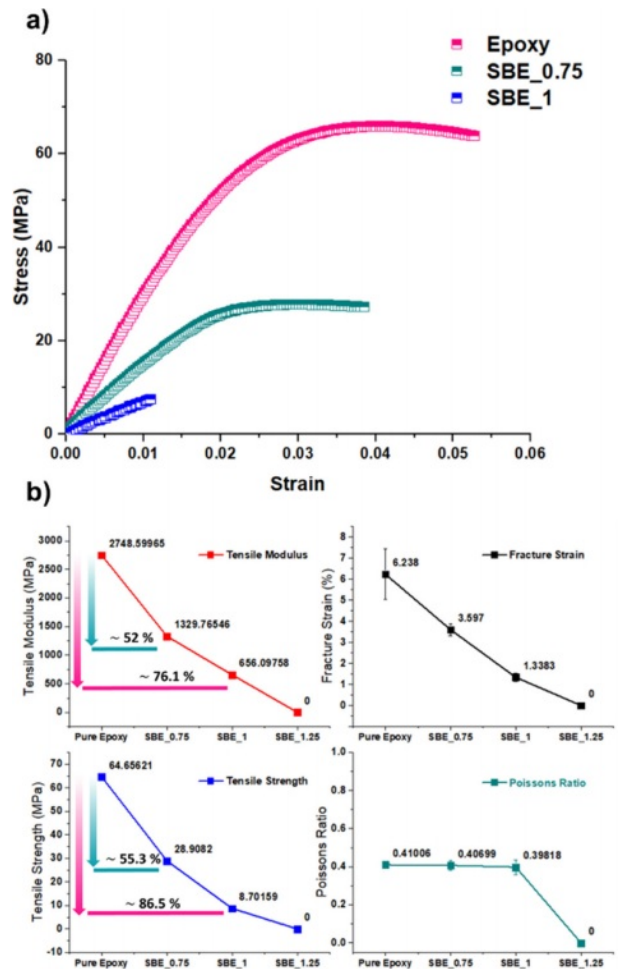 a)
Epoxy
SBE_0.75
SBE_1
80
60
40
20
0
Stress (MPa)
0.00 0.01 0.02 0.03 0.04 0.05 0.06
Strain
b)
3000
2500
2000
1500
1000
500
0
Tensile Modulus (MPa)
2748.59965
Tensile Modulus
1329.76546
~ 52 %
656.09758
~ 76.1 %
0
Pure Epoxy SBE_0.75 SBE_1 SBE_1.25
8
7
6
5
4
3
2
1
0
Fracture Strain (%)
Fracture Strain
6.238
3.597
1.3383
0
Pure Epoxy SBE_0.75 SBE_1 SBE_1.25
70
60
50
40
30
20
10
0
-10
Tensile Strength (MPa)
64.65621
Tensile Strength
28.9082
~ 55.3 %
8.70159
~ 86.5 %
0
Pure Epoxy SBE_0.75 SBE_1 SBE_1.25
1.0
0.8
0.6
0.4
0.2
0.0
Poissons Ratio
Poissons Ratio
0.41006
0.40699
0.39818
0
Pure Epoxy SBE_0.75 SBE_1 SBE_1.25